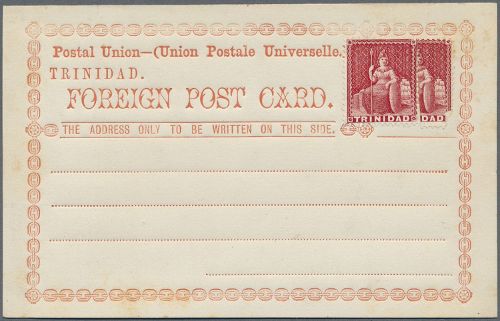 Postal Union—(Union Postale Universelle.
TRINIDAD.
FOREIGN POST CARD.
THE ADDRESS ONLY TO BE WRITTEN ON THIS SIDE.
TRINIDAD DAD